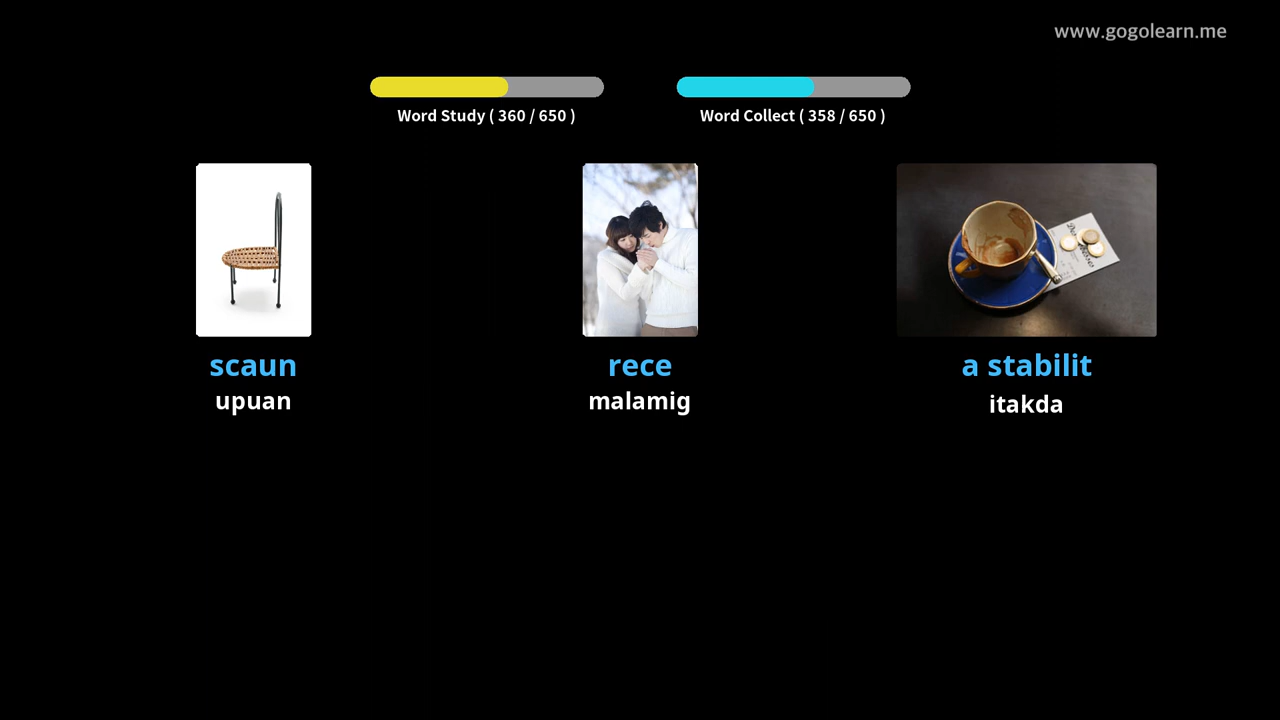 www.gogolearn.me
Word Study ( 360 / 650 )
Word Collect ( 358 / 650 )
scaun
upuan
rece
malamig
a stabilit
itakda